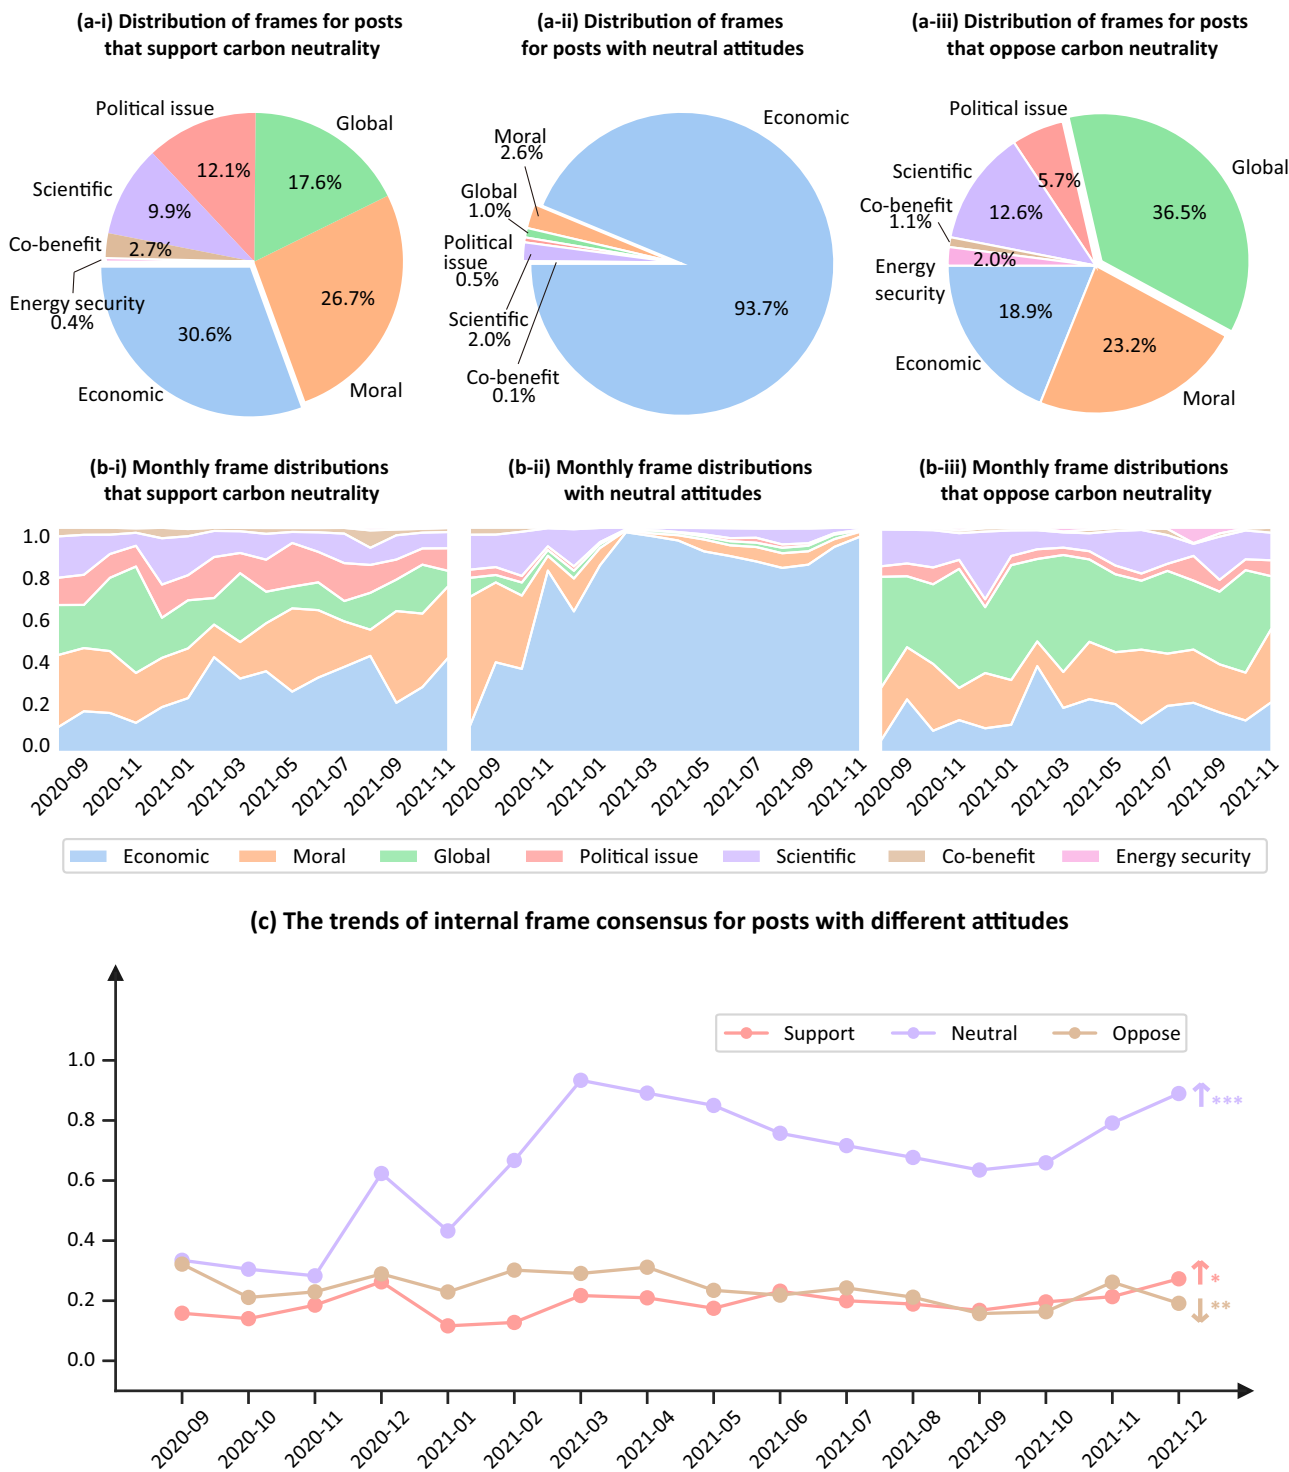 (a-i) Distribution of frames for posts
that support carbon neutrality
(a-ii) Distribution of frames
for posts with neutral attitudes
(a-iii) Distribution of frames for posts
that oppose carbon neutrality
Political issue
12.1%
Global
17.6%
Scientific
9.9%
Co-benefit
2.7%
Energy security
0.4%
26.7%
30.6%
Economic
Moral
Economic
Moral
2.6%
Global
1.0%
Political
issue
0.5%
Scientific
2.0%
Co-benefit
0.1%
93.7%
Political issue
5.7%
Global
36.5%
Scientific
12.6%
Co-benefit
1.1%
Energy
security
2.0%
18.9%
Economic
23.2%
Moral
(b-i) Monthly frame distributions
that support carbon neutrality
(b-ii) Monthly frame distributions
with neutral attitudes
(b-iii) Monthly frame distributions
that oppose carbon neutrality
1.0
0.8
0.6
0.4
0.2
0.0
2020-09
2020-11
2021-01
2021-03
2021-05
2021-07
2021-09
2021-11
2020-09
2020-11
2021-01
2021-03
2021-05
2021-07
2021-09
2021-11
2020-09
2020-11
2021-01
2021-03
2021-05
2021-07
2021-09
2021-11
Economic Moral Global Political issue Scientific Co-benefit Energy security
(c) The trends of internal frame consensus for posts with different attitudes
Support Neutral Oppose
1.0
0.8
0.6
0.4
0.2
0.0
***
*
**
2020-09
2020-10
2020-11
2020-12
2021-01
2021-02
2021-03
2021-04
2021-05
2021-06
2021-07
2021-08
2021-09
2021-10
2021-11
2021-12